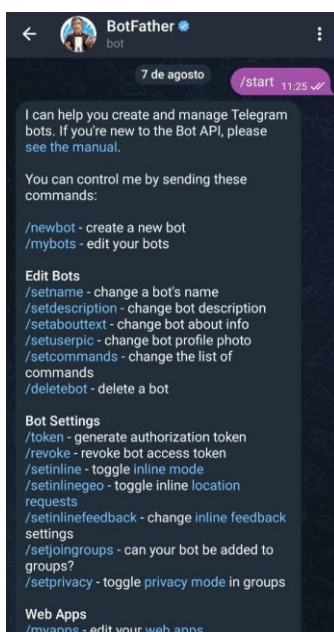 BotFather
bot
7 de agosto
/start 11:25
I can help you create and manage Telegram
bots. If you're new to the Bot API, please
see the manual.
You can control me by sending these
commands:
/newbot - create a new bot
/mybots - edit your bots
Edit Bots
/setname - change a bot's name
/setdescription - change bot description
/setabouttext - change bot about info
/setuserpic - change bot profile photo
/setcommands - change the list of
commands
/deletebot - delete a bot
Bot Settings
/token - generate authorization token
/revoke - revoke bot access token
/setinline - toggle inline mode
/setinlinegeo - toggle inline location
requests
/setinlinefeedback - change inline feedback
settings
/setjoingroups - can your bot be added to
groups?
/setprivacy - toggle privacy mode in groups
Web Apps
/myapps - edit your web apps